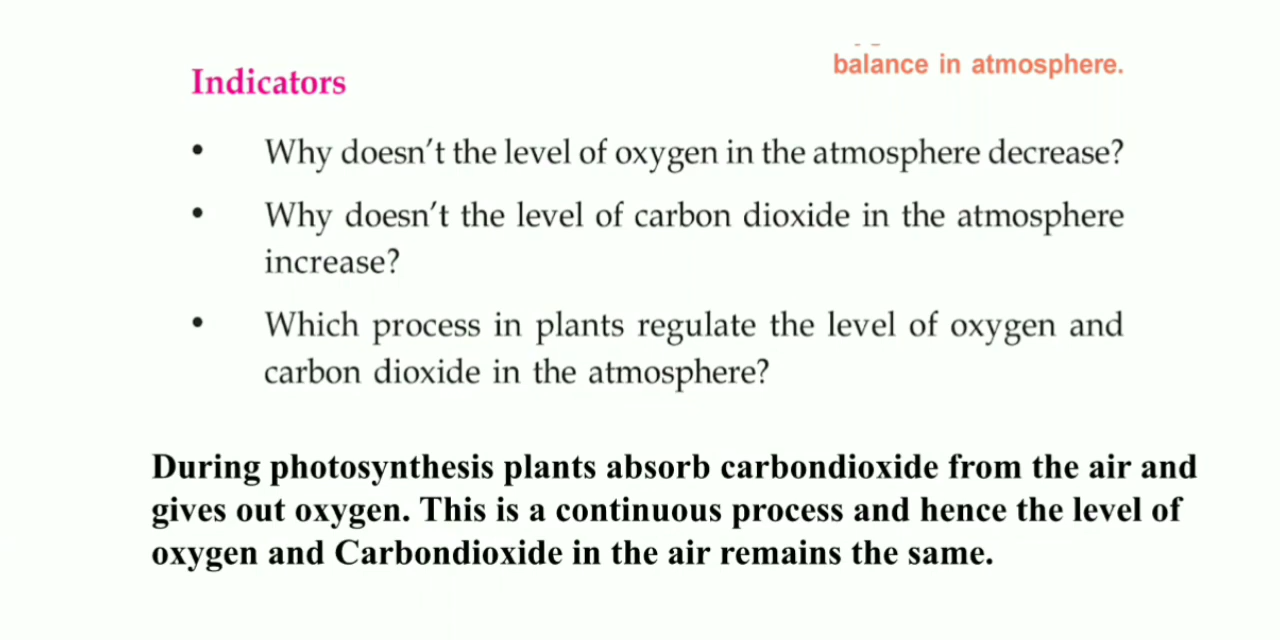 balance in atmosphere.
Indicators
• Why doesn't the level of oxygen in the atmosphere decrease?
• Why doesn't the level of carbon dioxide in the atmosphere
increase?
• Which process in plants regulate the level of oxygen and
carbon dioxide in the atmosphere?
During photosynthesis plants absorb carbondioxide from the air and
gives out oxygen. This is a continuous process and hence the level of
oxygen and Carbondioxide in the air remains the same.